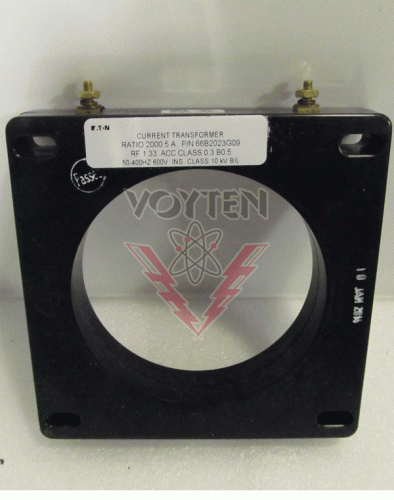 E·T·N
CURRENT TRANSFORMER
RATIO 2000:5 A. P/N 66B2023G09
RF 1.33 ACC CLASS 0.3 B0.5
50-400HZ 600V. INS. CLASS 10 kV BIL
VOYTEN